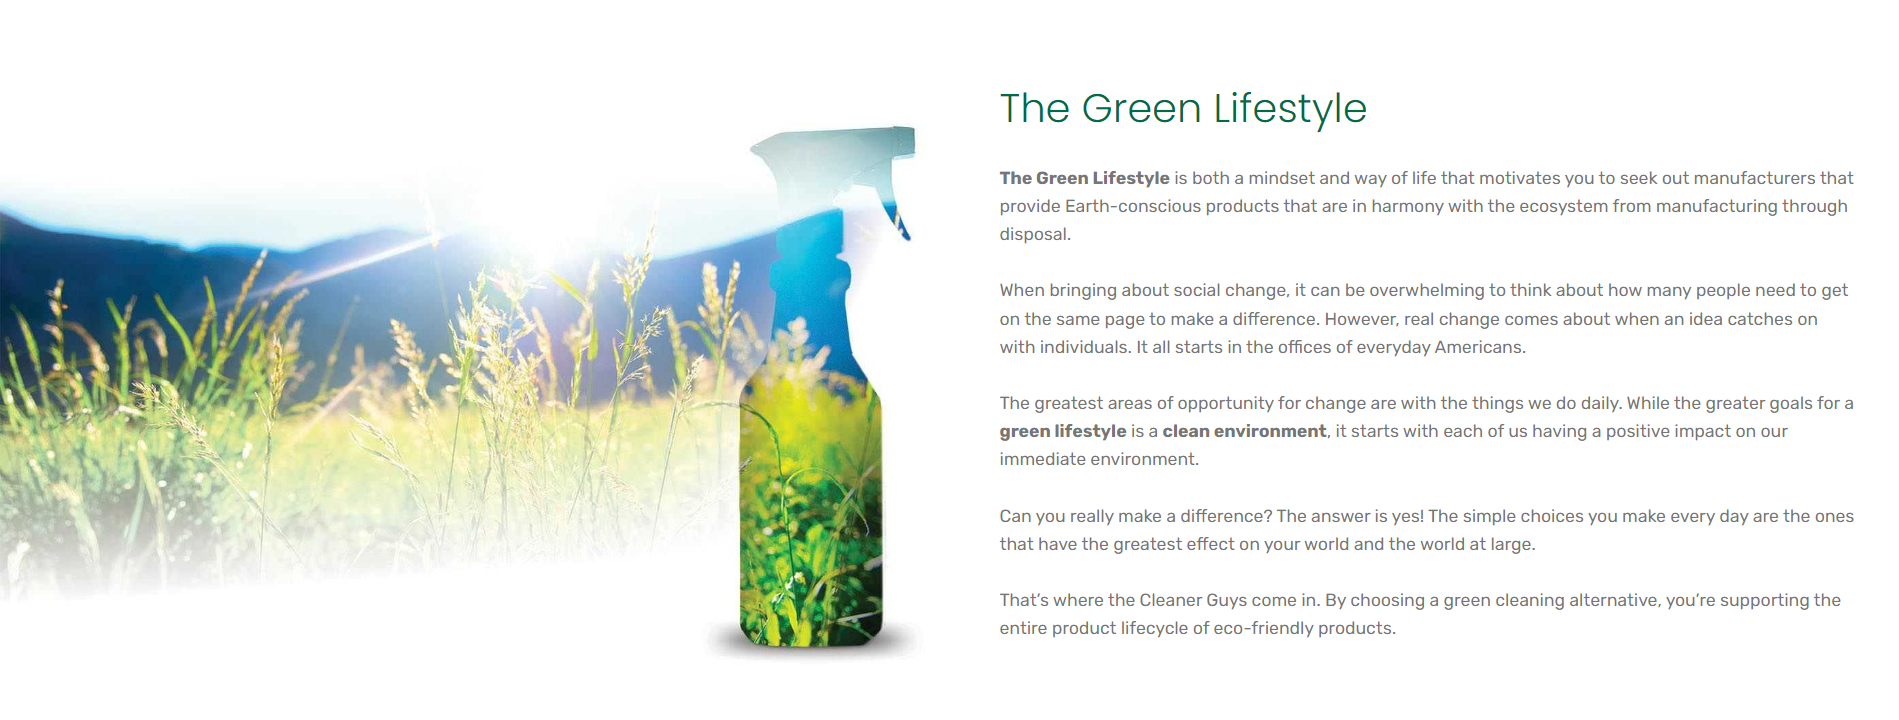 The Green Lifestyle
The Green Lifestyle is both a mindset and way of life that motivates you to seek out manufacturers that
provide Earth-conscious products that are in harmony with the ecosystem from manufacturing through
disposal.
When bringing about social change, it can be overwhelming to think about how many people need to get
on the same page to make a difference. However, real change comes about when an idea catches on
with individuals. It all starts in the offices of everyday Americans.
The greatest areas of opportunity for change are with the things we do daily. While the greater goals for a
green lifestyle is a clean environment, it starts with each of us having a positive impact on our
immediate environment.
Can you really make a difference? The answer is yes! The simple choices you make every day are the ones
that have the greatest effect on your world and the world at large.
That’s where the Cleaner Guys come in. By choosing a green cleaning alternative, you’re supporting the
entire product lifecycle of eco-friendly products.